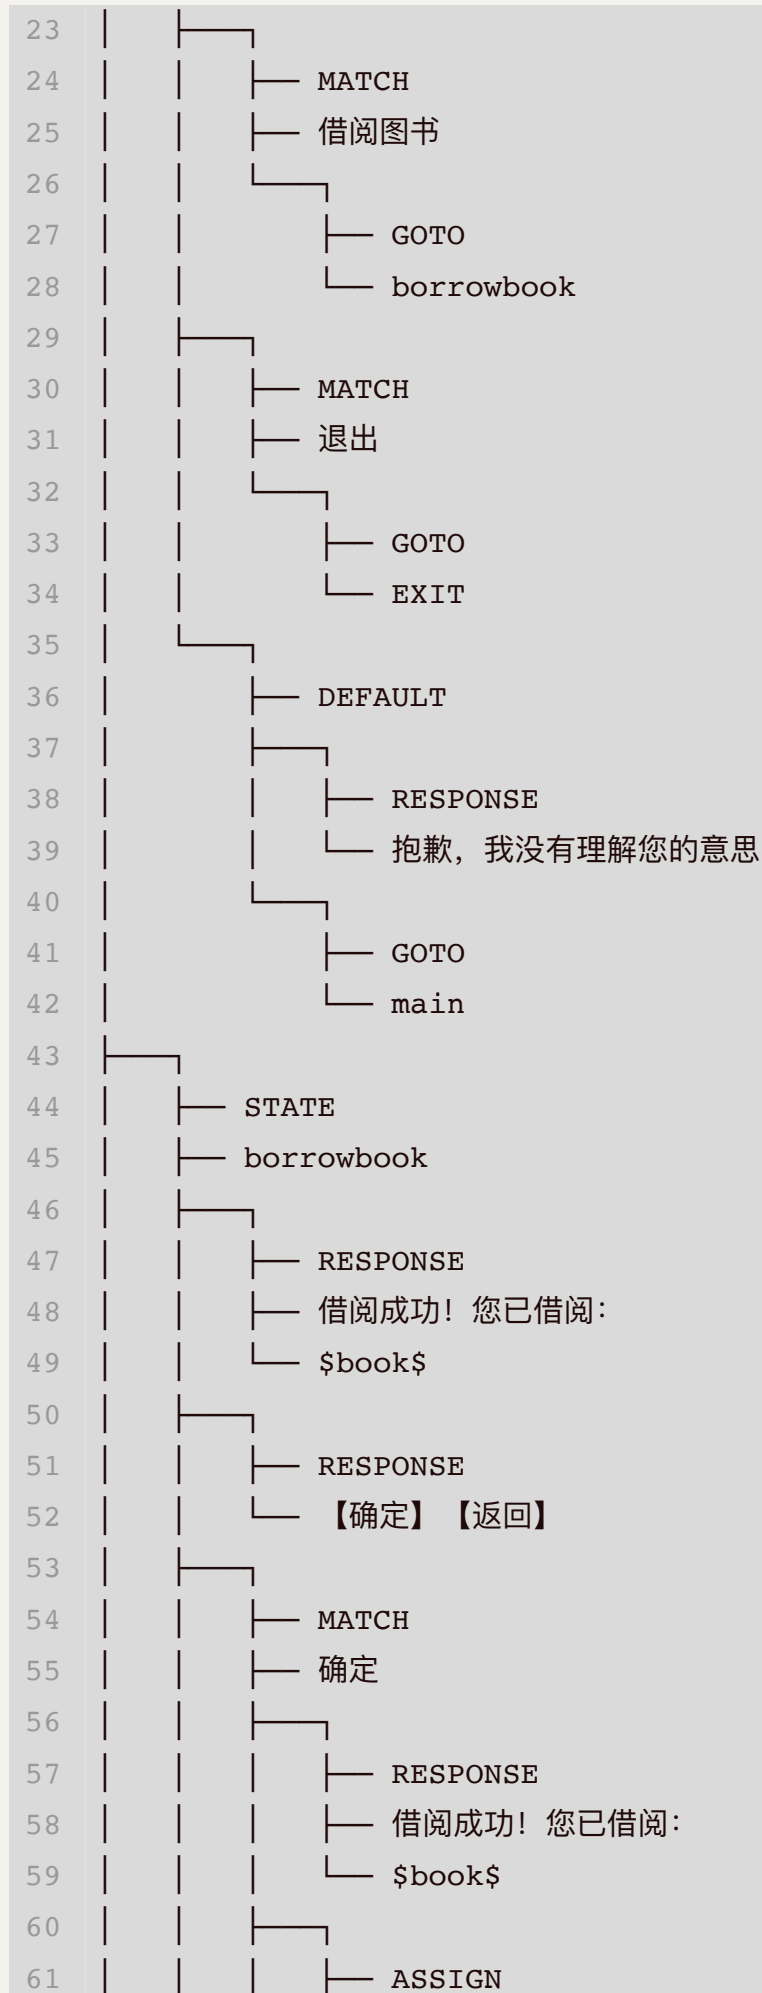 23 │   ├───┐
24 │   │   ├── MATCH
25 │   │   ├── 借阅图书
26 │   │   └───┐
27 │   │       ├── GOTO
28 │   │       └── borrowbook
29 │   ├───┐
30 │   │   ├── MATCH
31 │   │   ├── 退出
32 │   │   └───┐
33 │   │       ├── GOTO
34 │   │       └── EXIT
35 │   └───┐
36 │       ├── DEFAULT
37 │       ├───┐
38 │       │   ├── RESPONSE
39 │       │   └── 抱歉，我没有理解您的意思
40 │       └───┐
41 │           ├── GOTO
42 │           └── main
43 ├───┐
44 │   ├── STATE
45 │   ├── borrowbook
46 │   ├───┐
47 │   │   ├── RESPONSE
48 │   │   ├── 借阅成功！您已借阅：
49 │   │   └── $book$
50 │   ├───┐
51 │   │   ├── RESPONSE
52 │   │   └── 【确定】【返回】
53 │   ├───┐
54 │   │   ├── MATCH
55 │   │   ├── 确定
56 │   │   ├───┐
57 │   │   │   ├── RESPONSE
58 │   │   │   ├── 借阅成功！您已借阅：
59 │   │   │   └── $book$
60 │   │   ├───┐
61 │   │   │   ├── ASSIGN